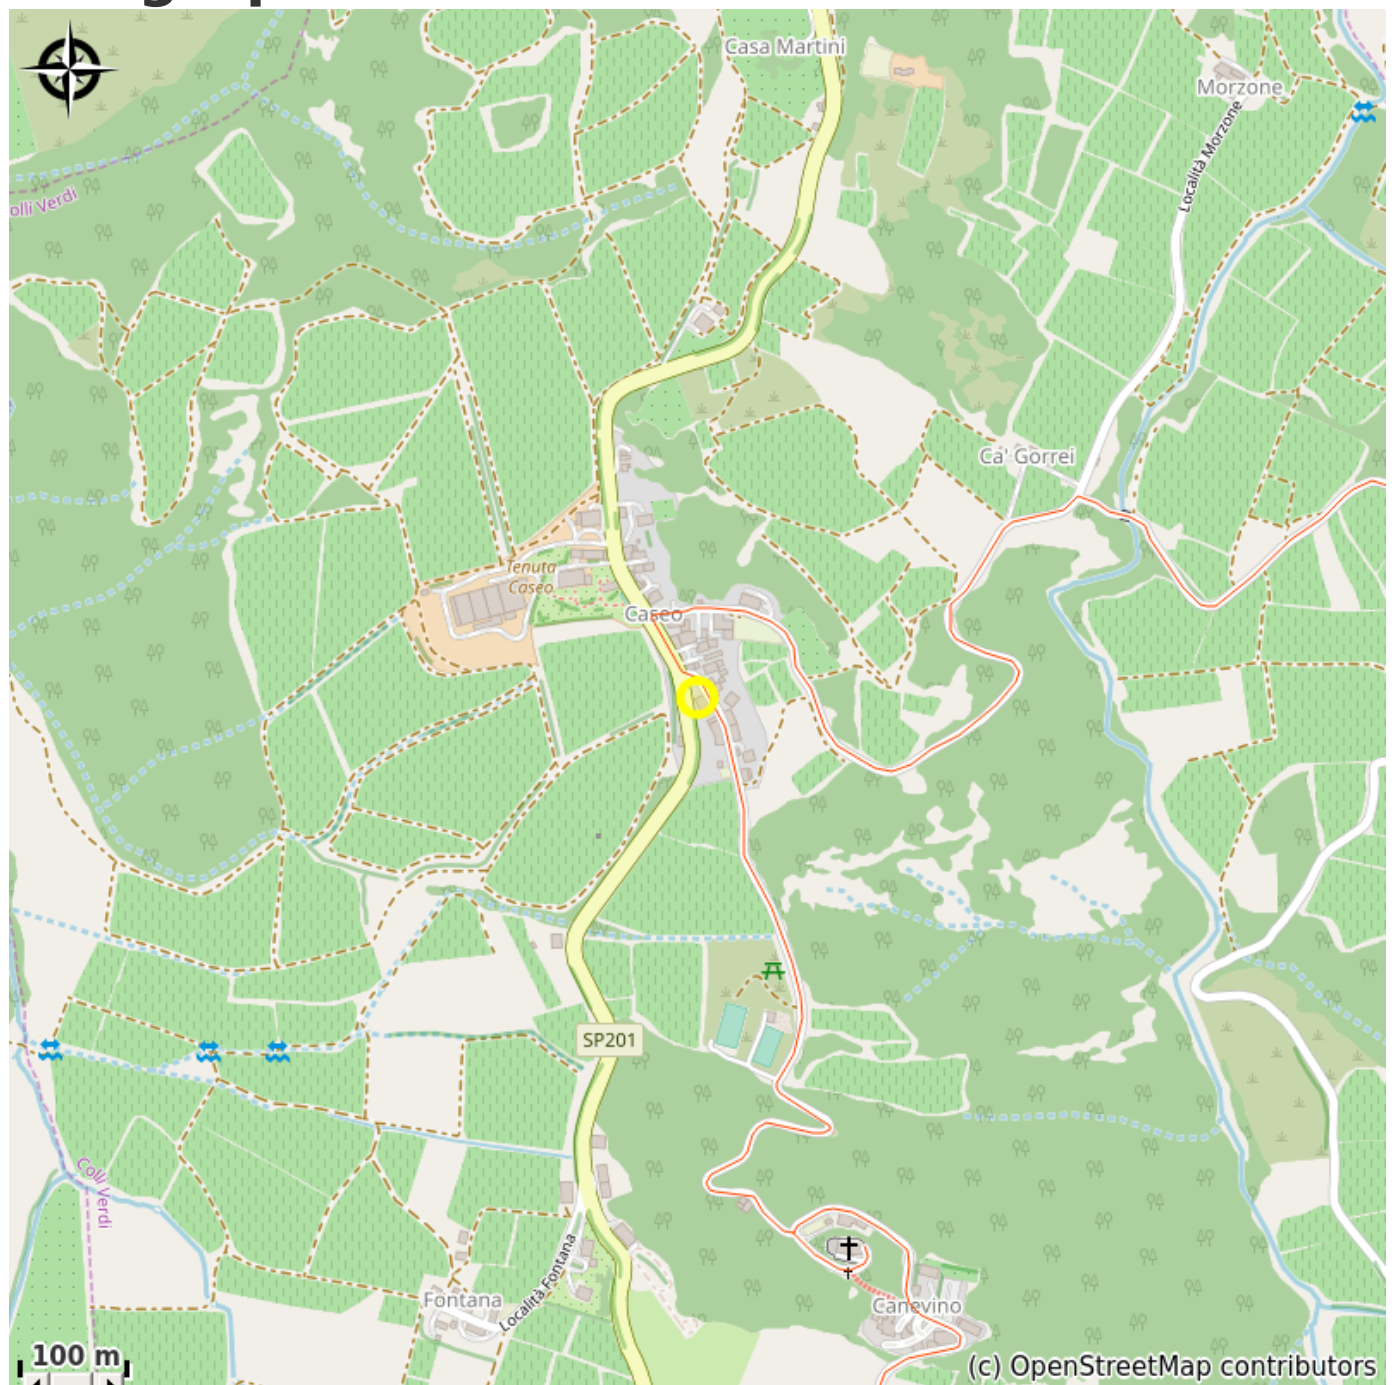 Casa Martini
Morzone
Località Morzone
olli Verdi
Ca' Gorrei
Tenuta
Caseo
Caseo
SP201
Colli Verdi
Località Fontana
Fontana
Canevino
100 m
(c) OpenStreetMap contributors